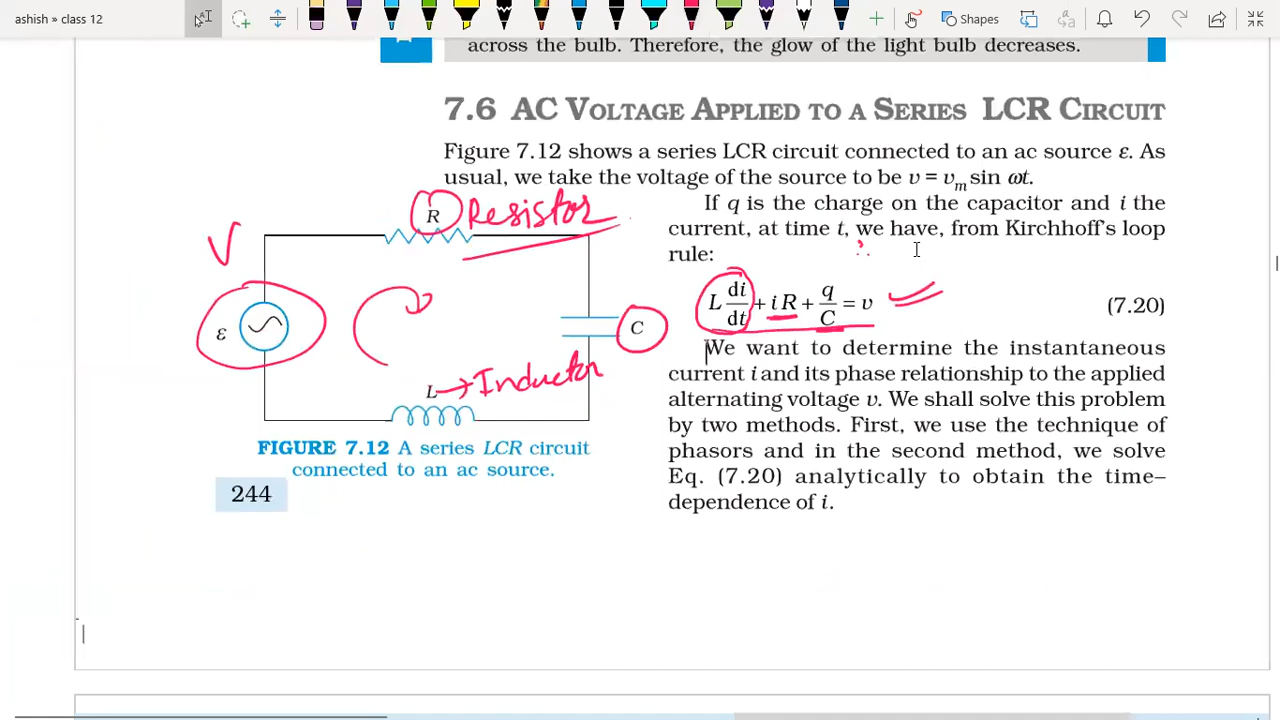 ashish » class 12
Shapes
across the bulb. Therefore, the glow of the light bulb decreases.
7.6 AC VOLTAGE APPLIED TO A SERIES LCR CIRCUIT
Figure 7.12 shows a series LCR circuit connected to an ac source ε. As
usual, we take the voltage of the source to be v = vₘ sin ωt.
If q is the charge on the capacitor and i the
current, at time t, we have, from Kirchhoff's loop
rule:
L di/dt + iR + q/C = v (7.20)
We want to determine the instantaneous
current i and its phase relationship to the applied
alternating voltage v. We shall solve this problem
by two methods. First, we use the technique of
phasors and in the second method, we solve
Eq. (7.20) analytically to obtain the time–
dependence of i.
V
R Resistor
ε
C
L → Inductor
FIGURE 7.12 A series LCR circuit
connected to an ac source.
244